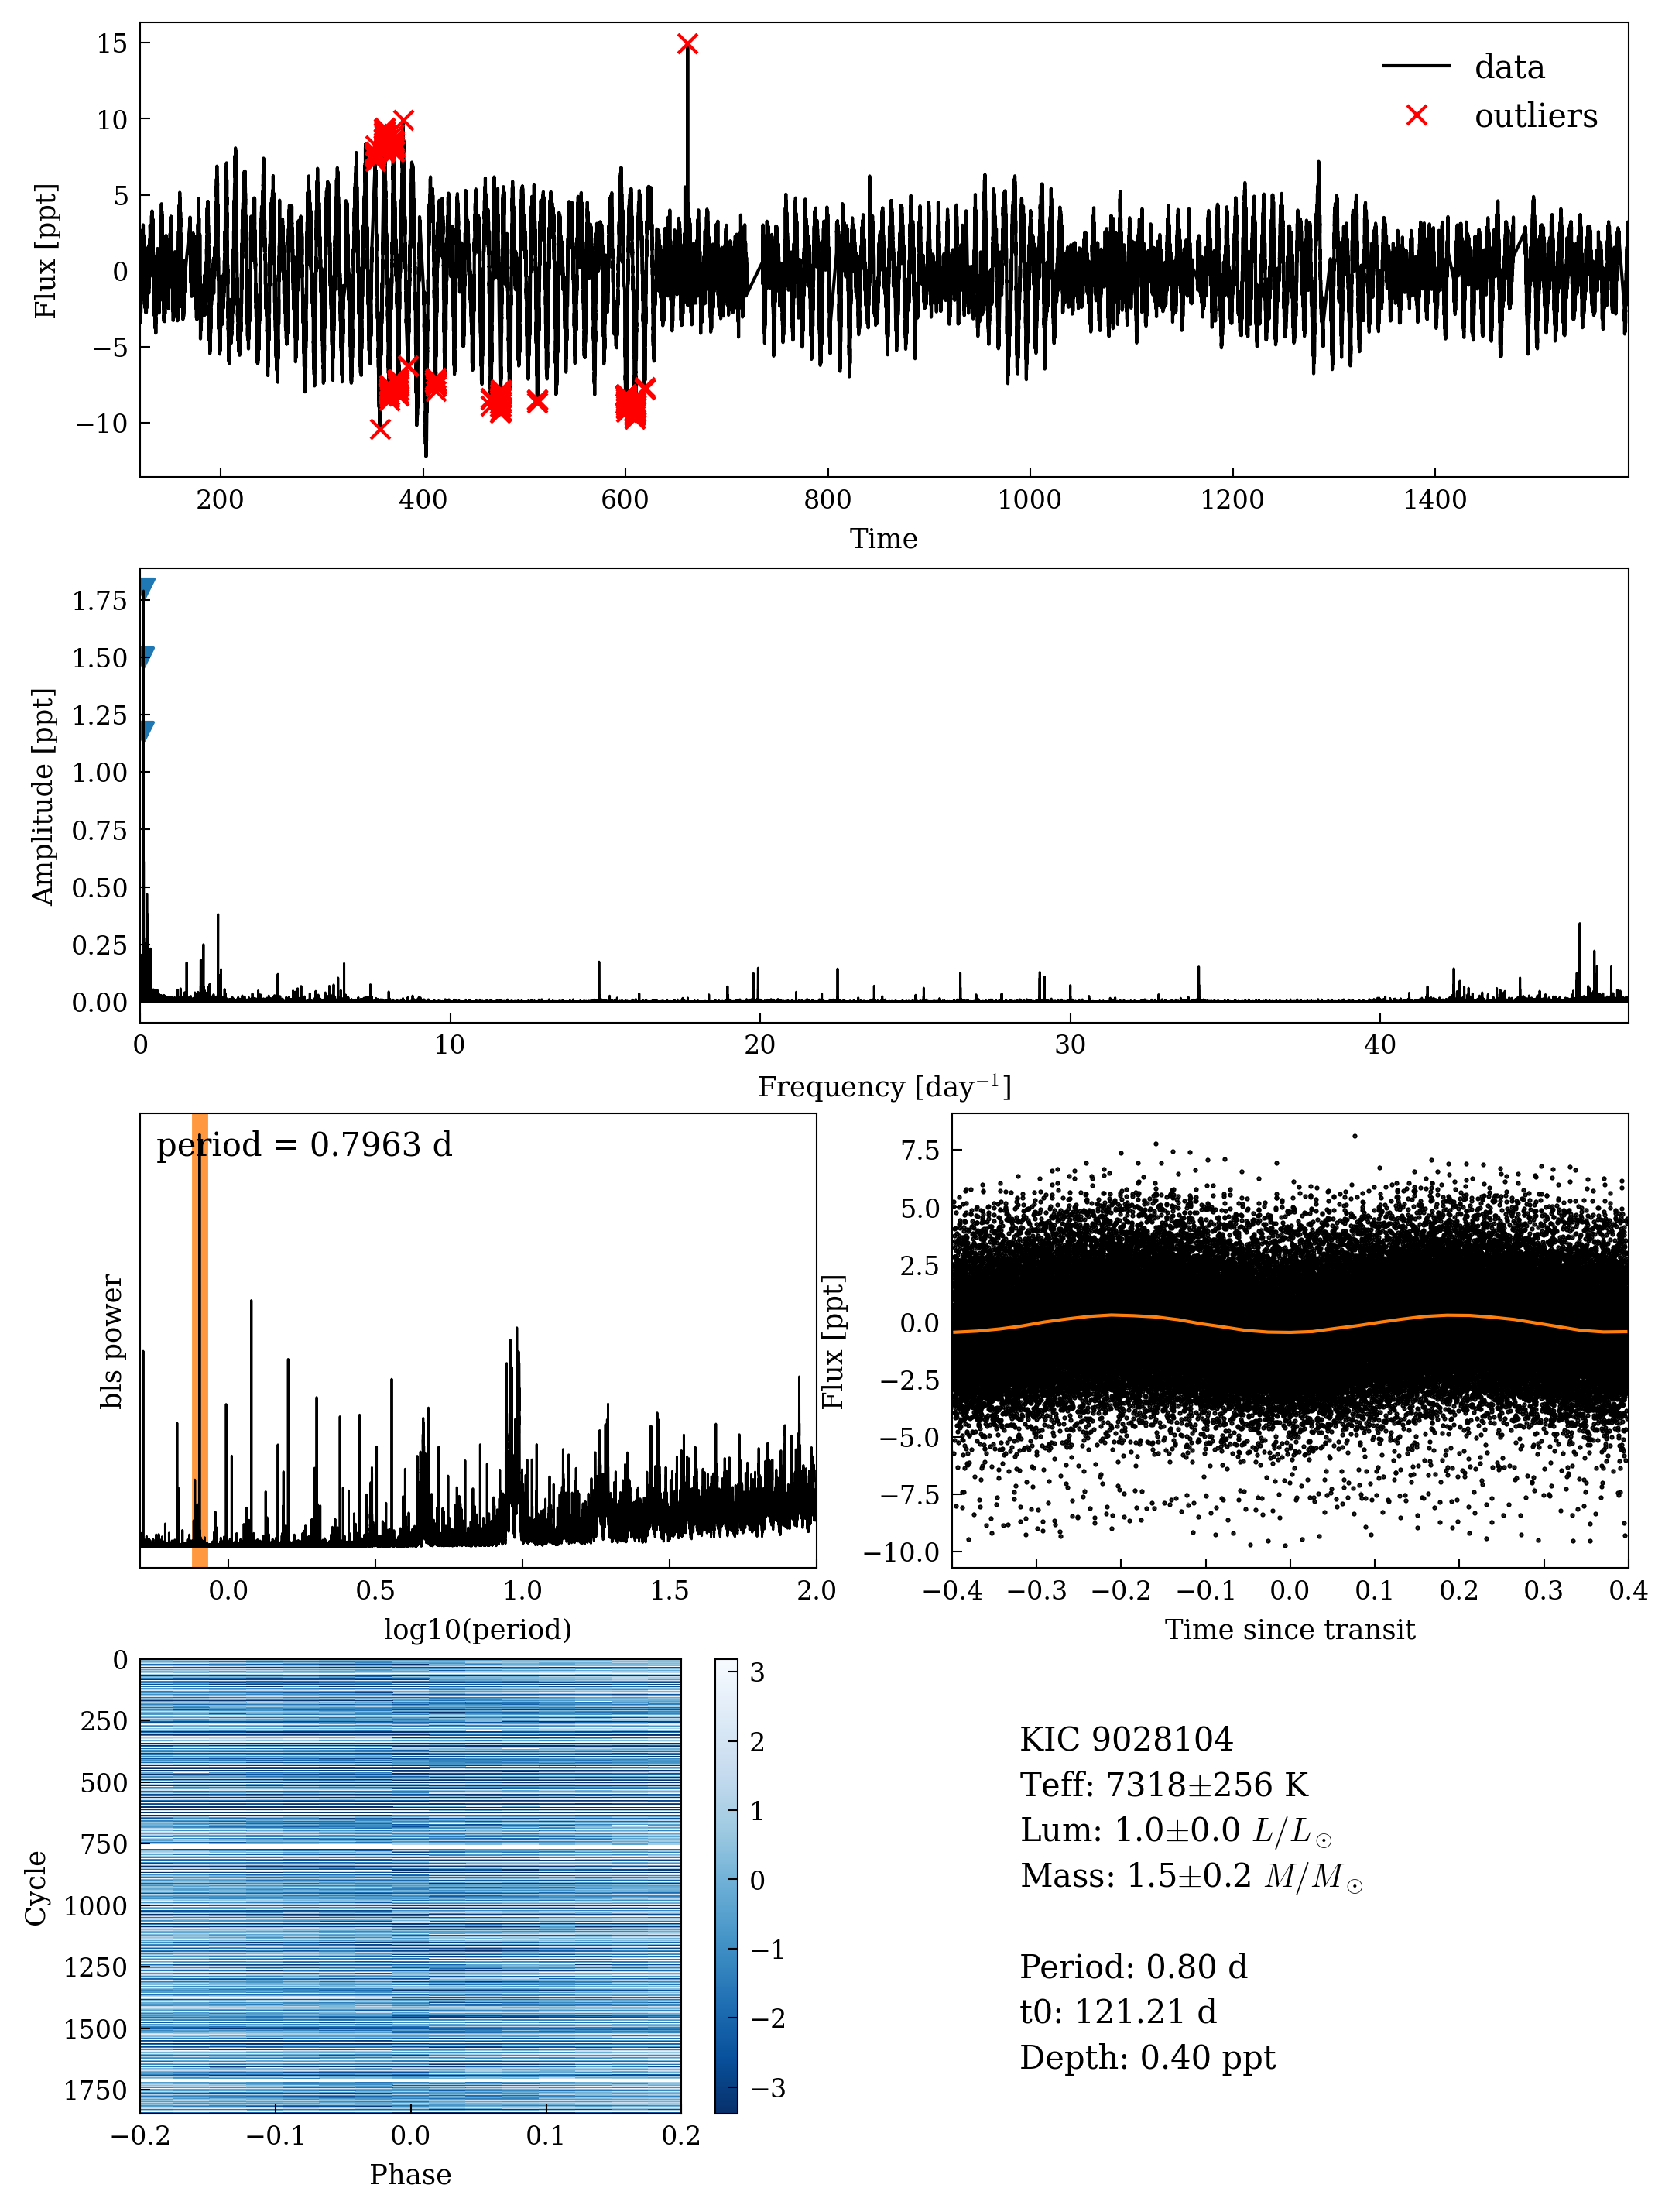 15
10
5
0
−5
−10
Flux [ppt]
data
outliers
200 400 600 800 1000 1200 1400
Time
1.75
1.50
1.25
1.00
0.75
0.50
0.25
0.00
Amplitude [ppt]
0 10 20 30 40
Frequency [day⁻¹]
period = 0.7963 d
bls power
0.0 0.5 1.0 1.5 2.0
log10(period)
7.5
5.0
2.5
0.0
−2.5
−5.0
−7.5
−10.0
Flux [ppt]
−0.4 −0.3 −0.2 −0.1 0.0 0.1 0.2 0.3 0.4
Time since transit
0
250
500
750
1000
1250
1500
1750
Cycle
−0.2 −0.1 0.0 0.1 0.2
Phase
3
2
1
0
−1
−2
−3
KIC 9028104
Teff: 7318±256 K
Lum: 1.0±0.0 L/L⊙
Mass: 1.5±0.2 M/M⊙
Period: 0.80 d
t0: 121.21 d
Depth: 0.40 ppt